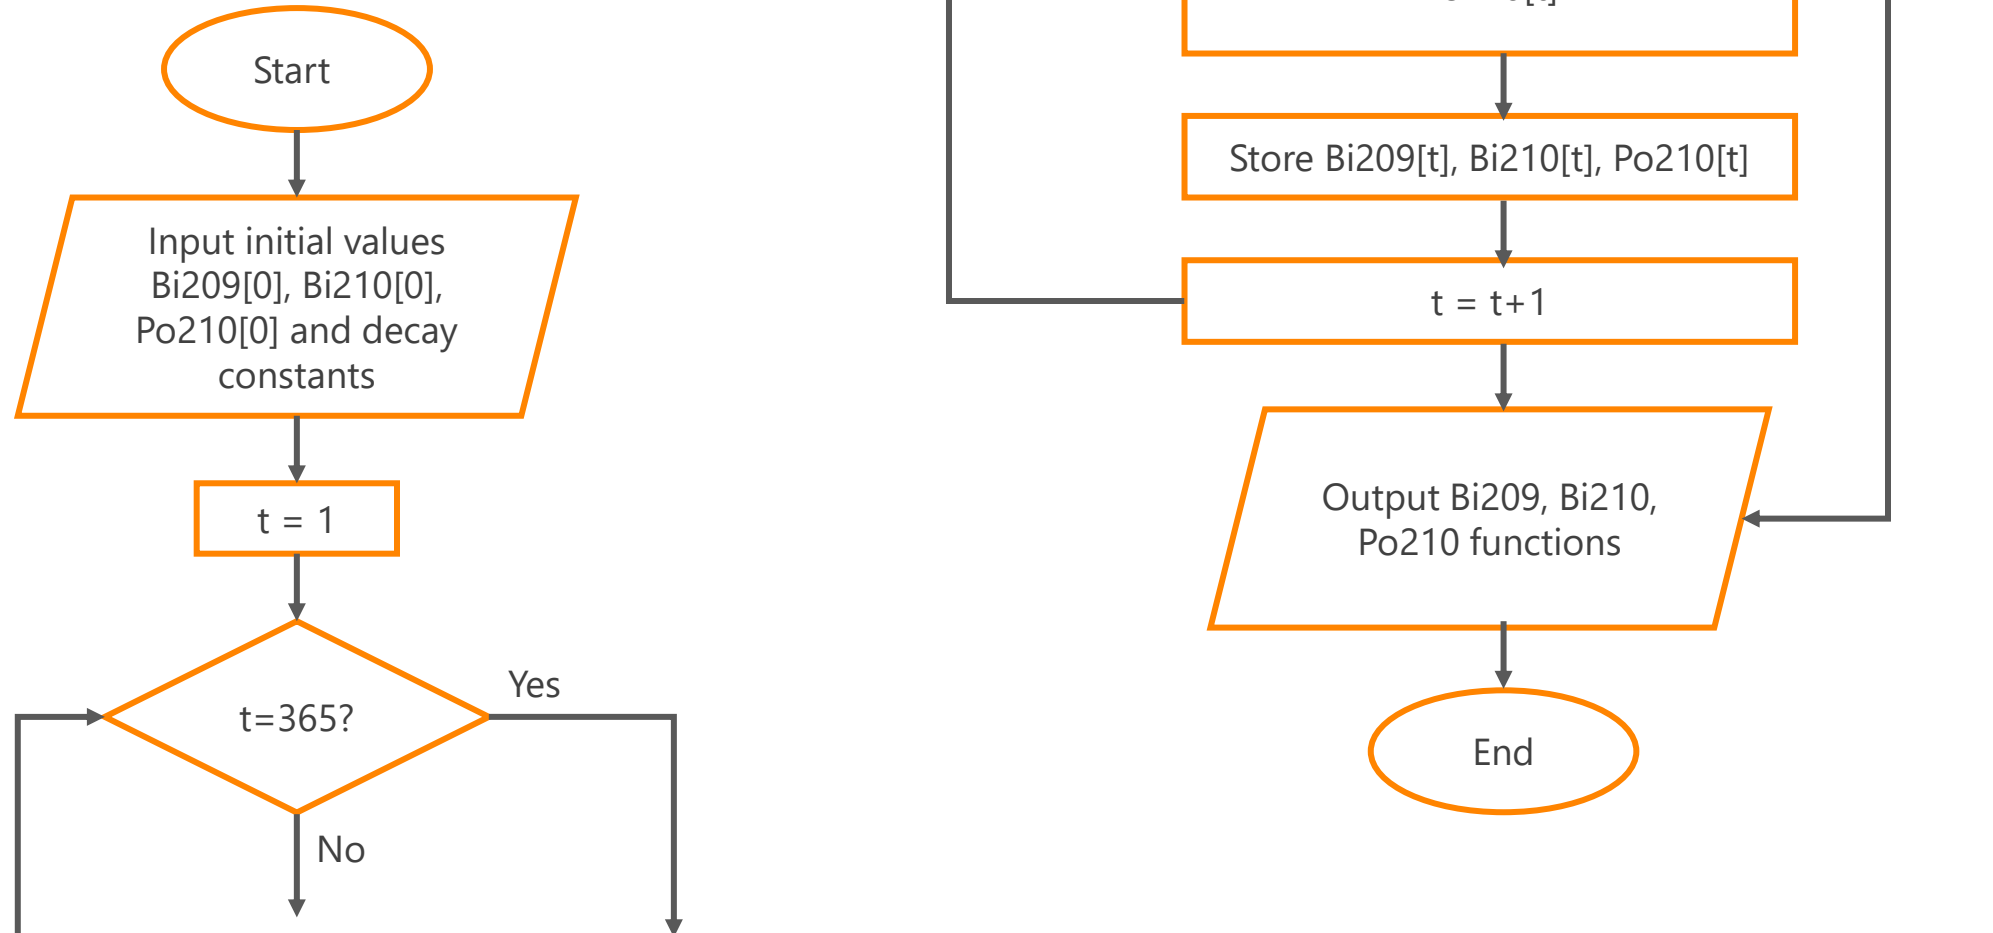 Start
Input initial values
Bi209[0], Bi210[0],
Po210[0] and decay
constants
t = 1
t=365?
Yes
No
Store Bi209[t], Bi210[t], Po210[t]
t = t+1
Output Bi209, Bi210,
Po210 functions
End